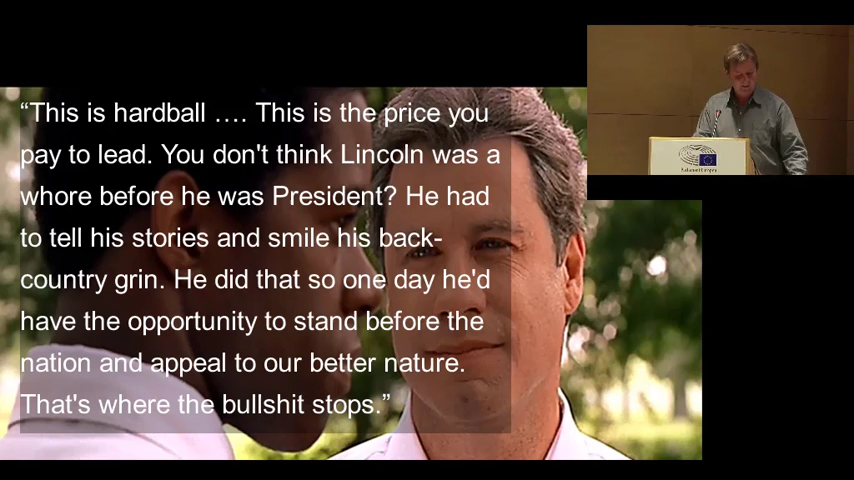 “This is hardball …. This is the price you
pay to lead. You don't think Lincoln was a
whore before he was President? He had
to tell his stories and smile his back-
country grin. He did that so one day he'd
have the opportunity to stand before the
nation and appeal to our better nature.
That's where the bullshit stops.”